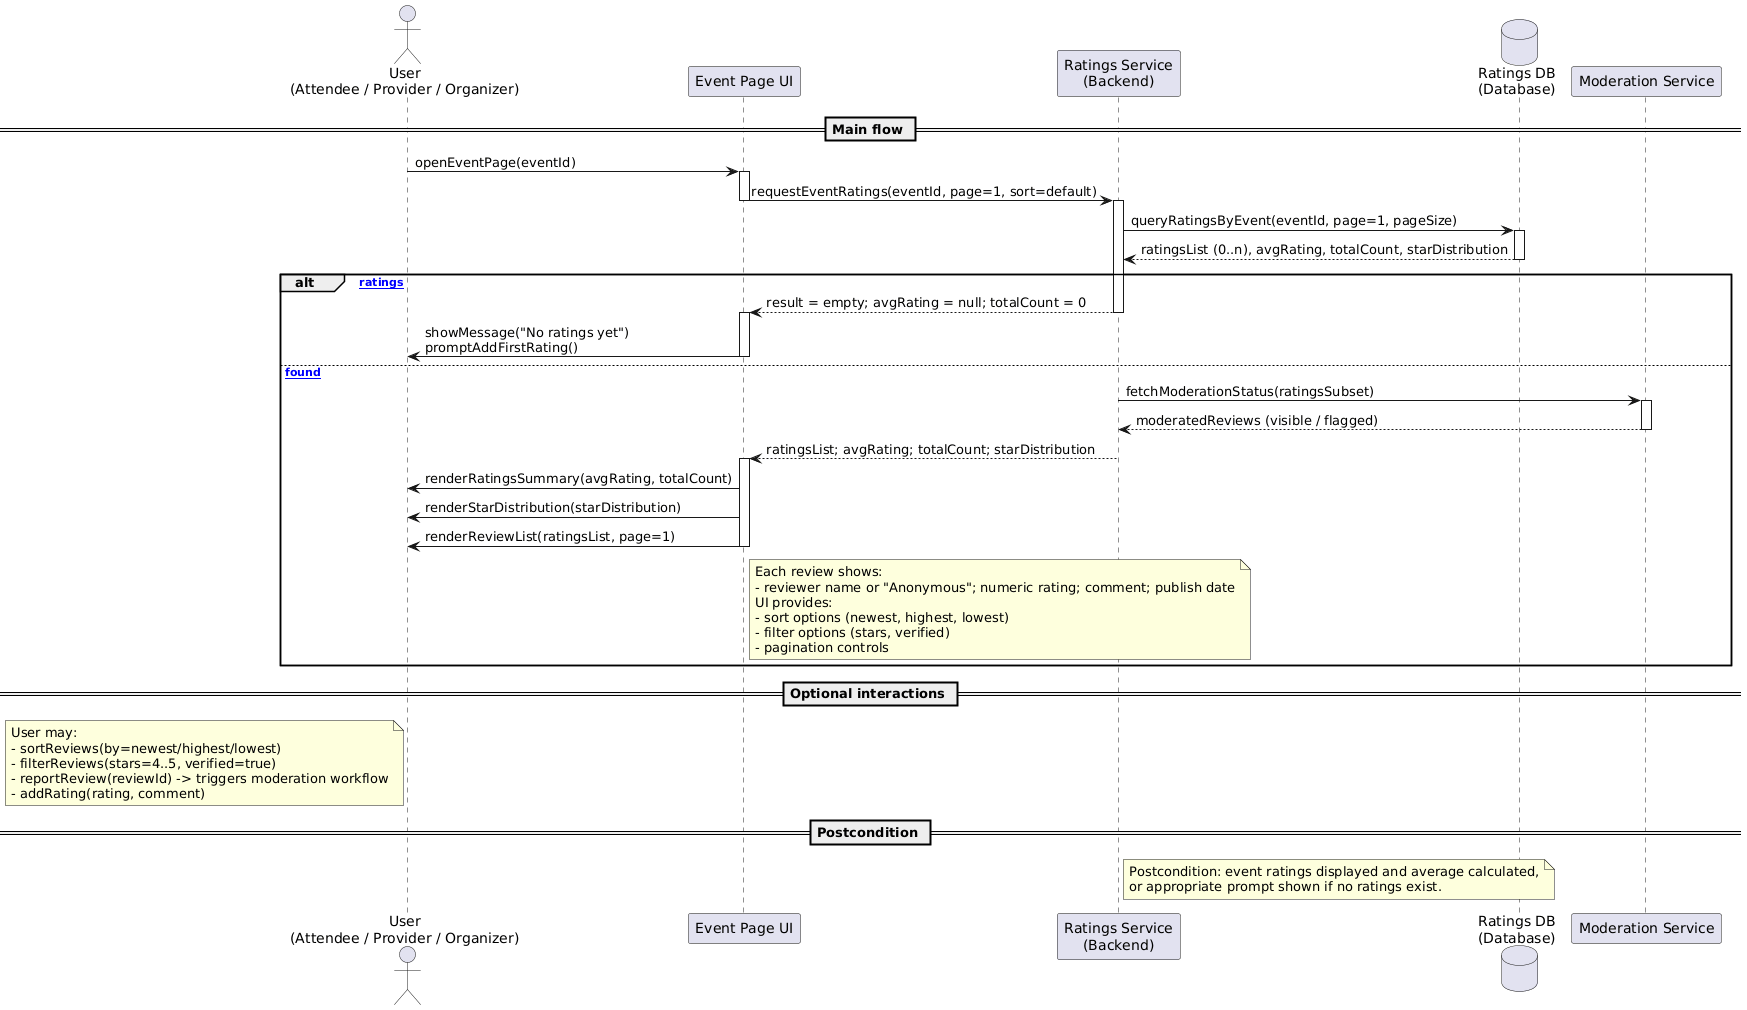 User
(Attendee / Provider / Organizer)
Event Page UI
Ratings Service
(Backend)
Ratings DB
(Database)
Moderation Service
Main flow
openEventPage(eventId)
requestEventRatings(eventId, page=1, sort=default)
queryRatingsByEvent(eventId, page=1, pageSize)
ratingsList (0..n), avgRating, totalCount, starDistribution
alt
ratings
result = empty; avgRating = null; totalCount = 0
showMessage("No ratings yet")
promptAddFirstRating()
found
fetchModerationStatus(ratingsSubset)
moderatedReviews (visible / flagged)
ratingsList; avgRating; totalCount; starDistribution
renderRatingsSummary(avgRating, totalCount)
renderStarDistribution(starDistribution)
renderReviewList(ratingsList, page=1)
Each review shows:
- reviewer name or "Anonymous"; numeric rating; comment; publish date
UI provides:
- sort options (newest, highest, lowest)
- filter options (stars, verified)
- pagination controls
Optional interactions
User may:
- sortReviews(by=newest/highest/lowest)
- filterReviews(stars=4..5, verified=true)
- reportReview(reviewId) -> triggers moderation workflow
- addRating(rating, comment)
Postcondition
Postcondition: event ratings displayed and average calculated,
or appropriate prompt shown if no ratings exist.
User
(Attendee / Provider / Organizer)
Event Page UI
Ratings Service
(Backend)
Ratings DB
(Database)
Moderation Service